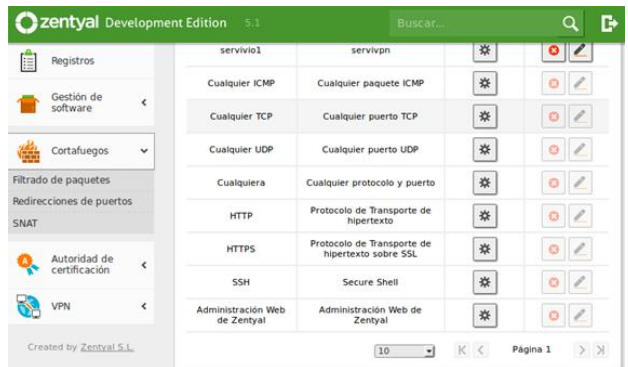 zentyal Development Edition 5.1
Buscar...
Registros
Gestión de
software
Cortafuegos
Filtrado de paquetes
Redirecciones de puertos
SNAT
Autoridad de
certificación
VPN
Created by Zentyal S.L.
servivio1 servivpn
Cualquier ICMP Cualquier paquete ICMP
Cualquier TCP Cualquier puerto TCP
Cualquier UDP Cualquier puerto UDP
Cualquiera Cualquier protocolo y puerto
HTTP Protocolo de Transporte de
hipertexto
HTTPS Protocolo de Transporte de
hipertexto sobre SSL
SSH Secure Shell
Administración Web Administración Web de
de Zentyal Zentyal
10 Página 1